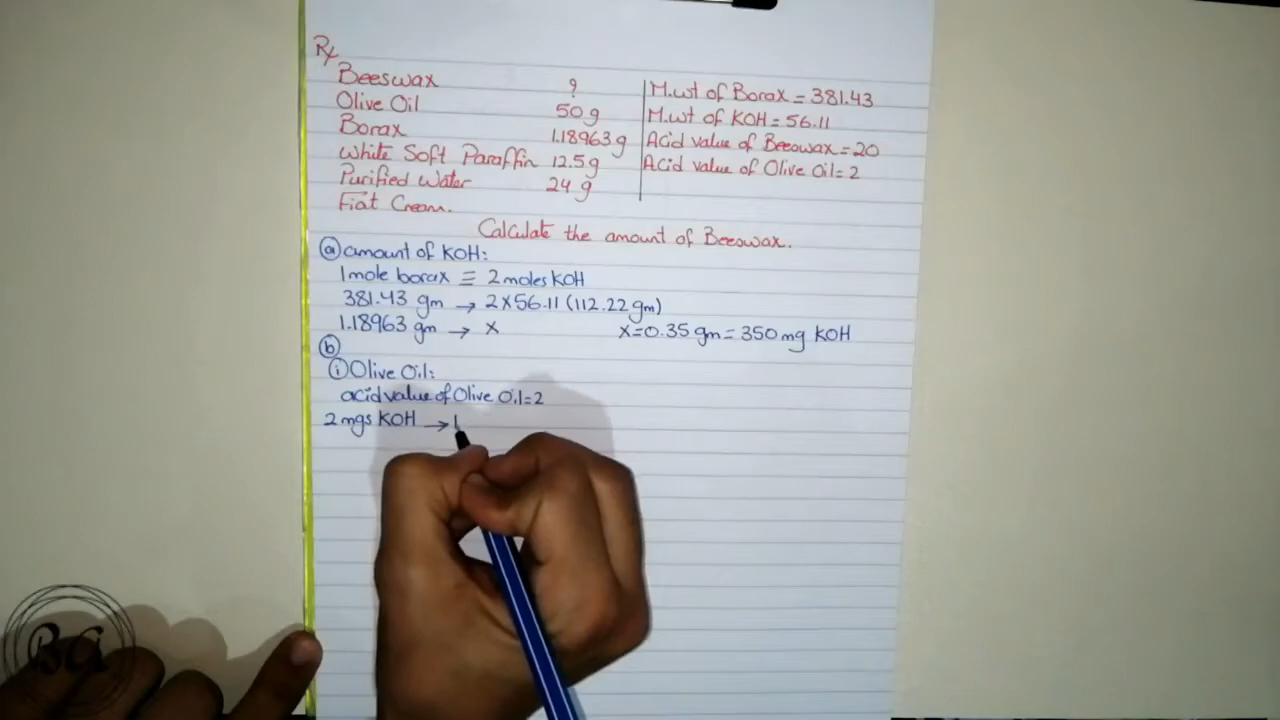 Rx
Beeswax ?
Olive Oil 50 g
Borax 1.18963 g
White Soft Paraffin 12.5 g
Purified Water 24 g
Fiat Cream.
M.wt of Borax = 381.43
M.wt of KOH = 56.11
Acid value of Beeswax = 20
Acid value of Olive Oil = 2
Calculate the amount of Beeswax.
ⓐ amount of KOH:
1 mole borax ≡ 2 moles KOH
381.43 gm → 2×56.11 (112.22 gm)
1.18963 gm → x x=0.35 gm = 350 mg KOH
ⓑ
ⓘ Olive Oil:
acid value of Olive Oil = 2
2 mgs KOH → 1
BG